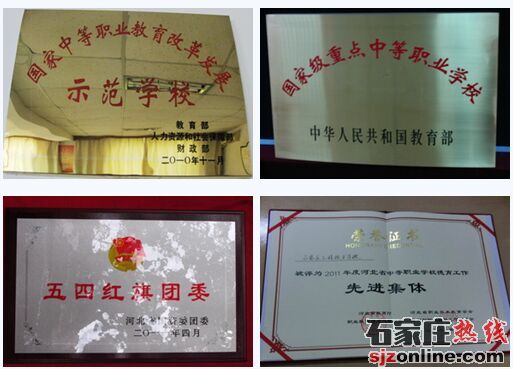 国家中等职业教育改革发展
示范学校
教育部
人力资源和社会保障部
财政部
二〇一〇年十一月
国家级重点中等职业学校
中华人民共和国教育部
五四红旗团委
四月
荣誉证书
被评为2011年度河北省中等职业学校德育工作
先进集体
石家庄热线
sjzonline.com